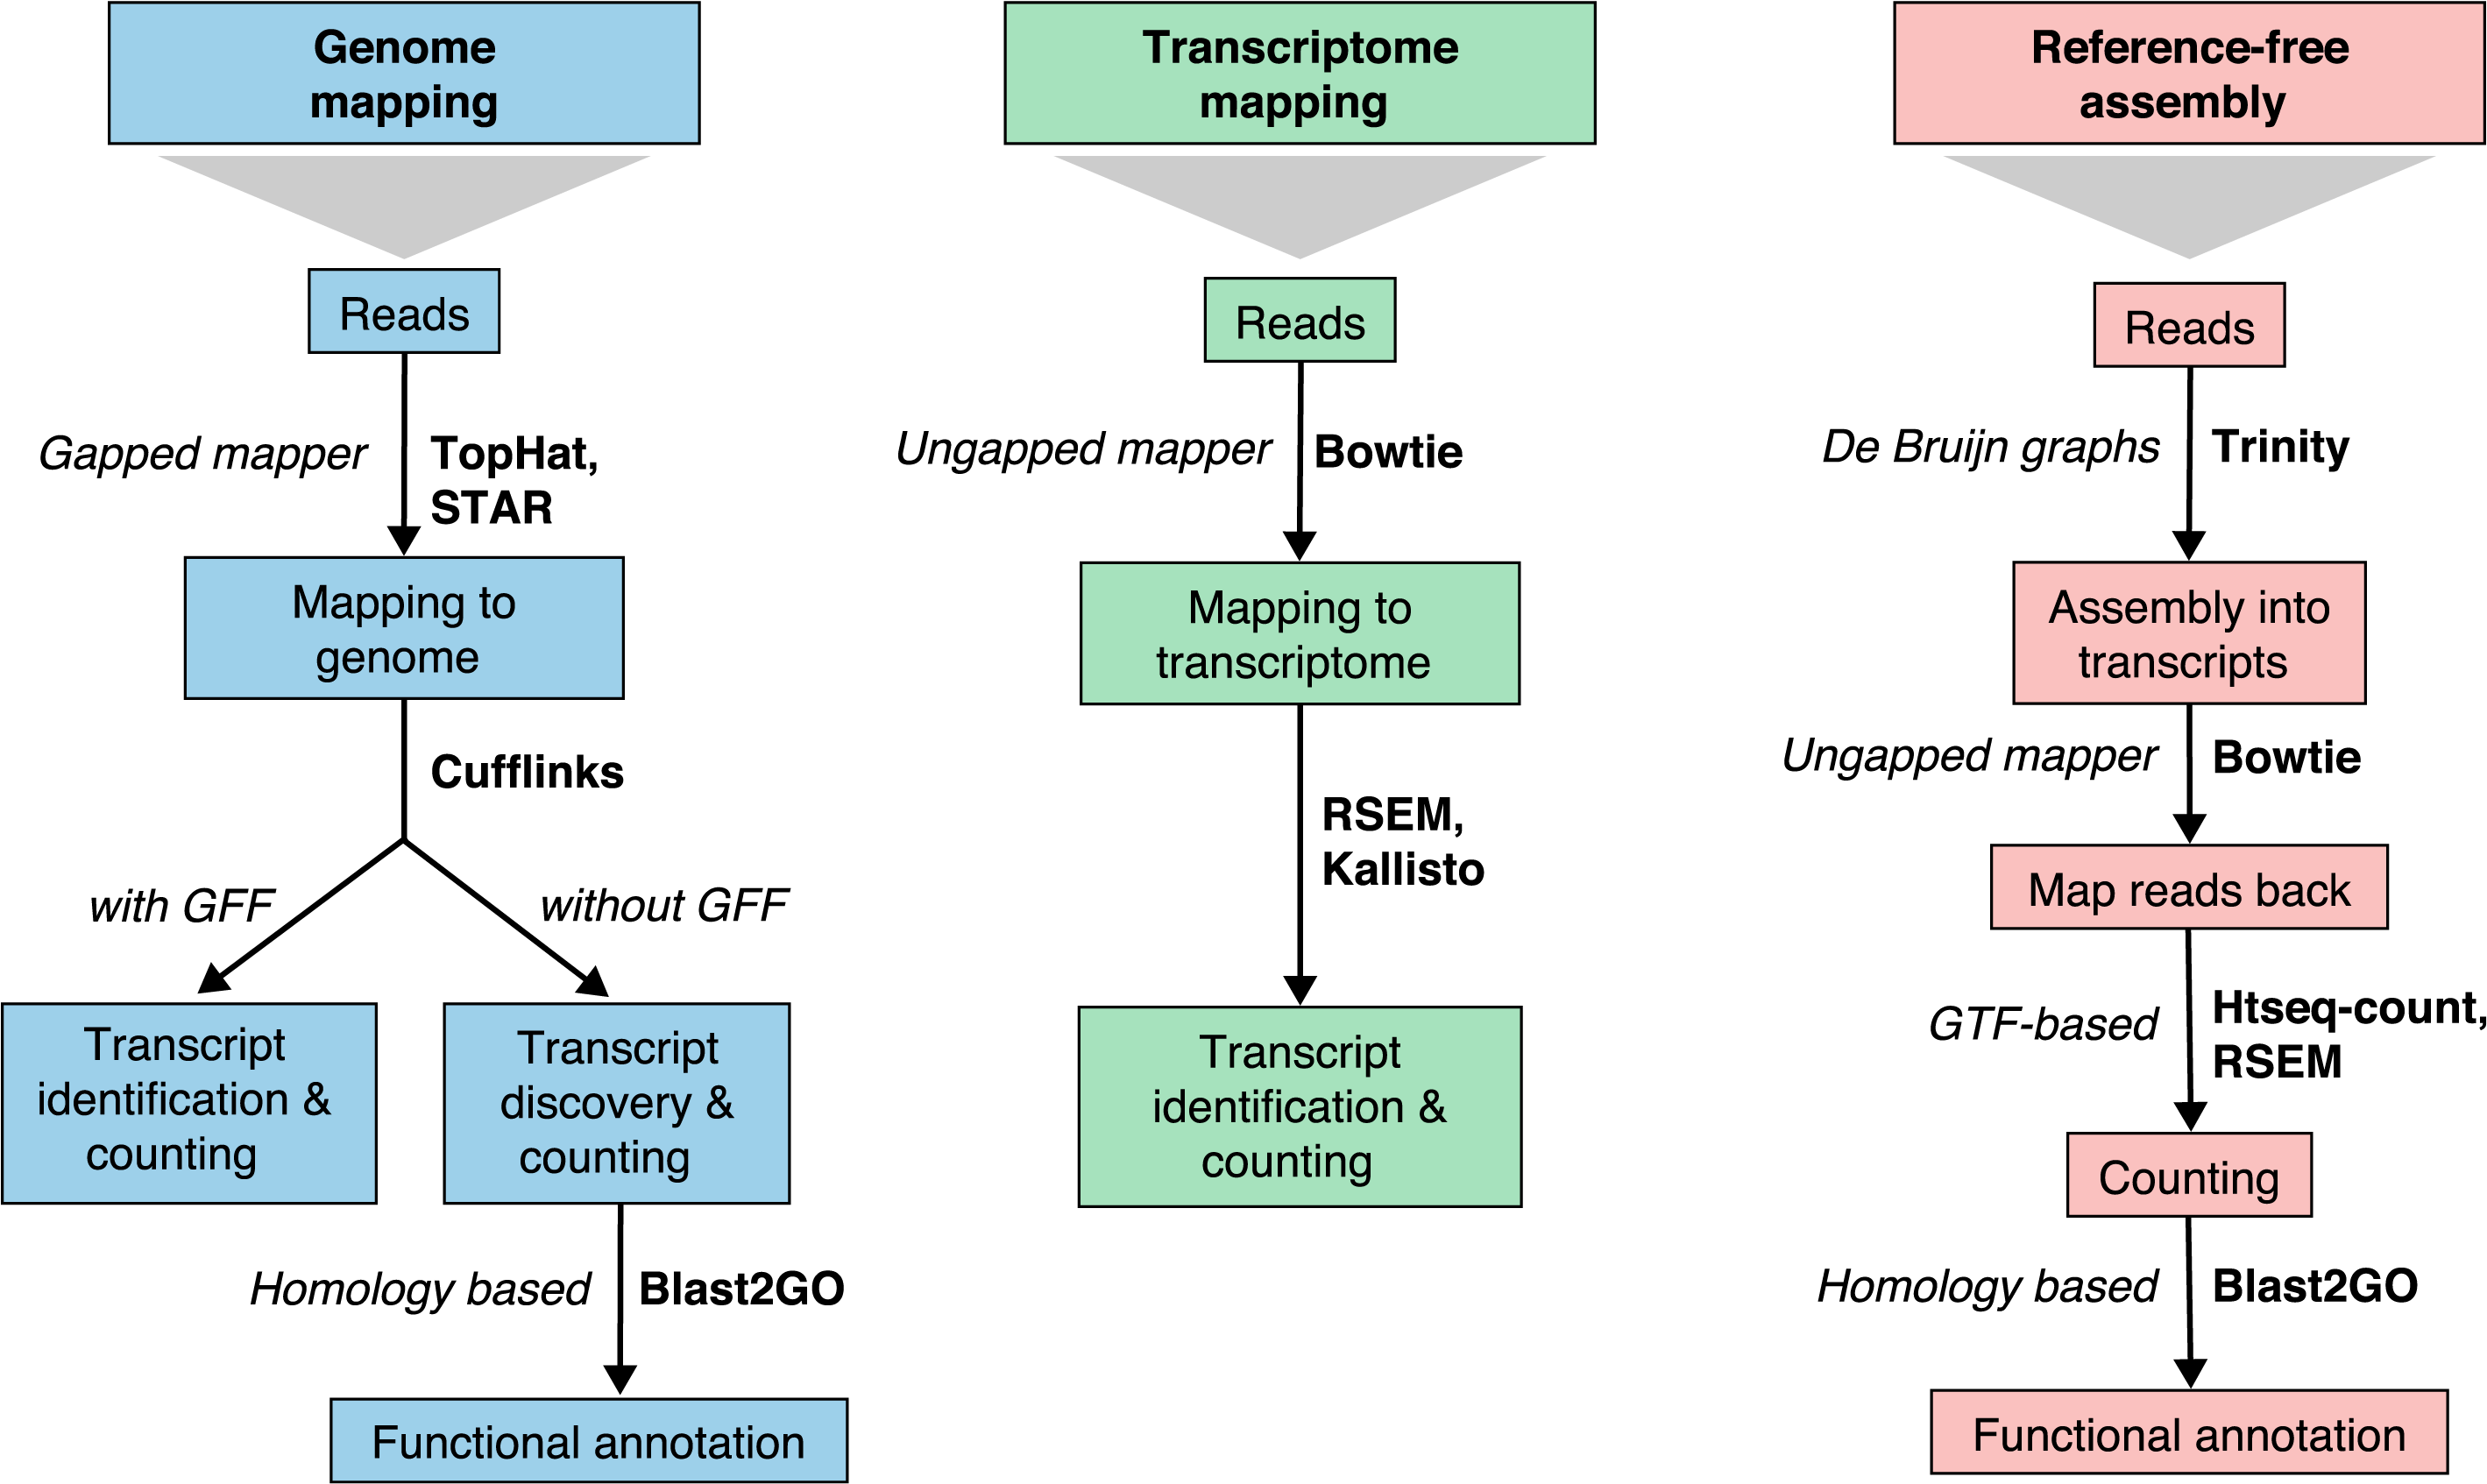 Genome
mapping
Reads
Gapped mapper
TopHat,
STAR
Mapping to
genome
Cufflinks
with GFF
without GFF
Transcript
identification &
counting
Transcript
discovery &
counting
Homology based
Blast2GO
Functional annotation
Transcriptome
mapping
Reads
Ungapped mapper
Bowtie
Mapping to
transcriptome
RSEM,
Kallisto
Transcript
identification &
counting
Reference-free
assembly
Reads
De Bruijn graphs
Trinity
Assembly into
transcripts
Ungapped mapper
Bowtie
Map reads back
GTF-based
Htseq-count,
RSEM
Counting
Homology based
Blast2GO
Functional annotation